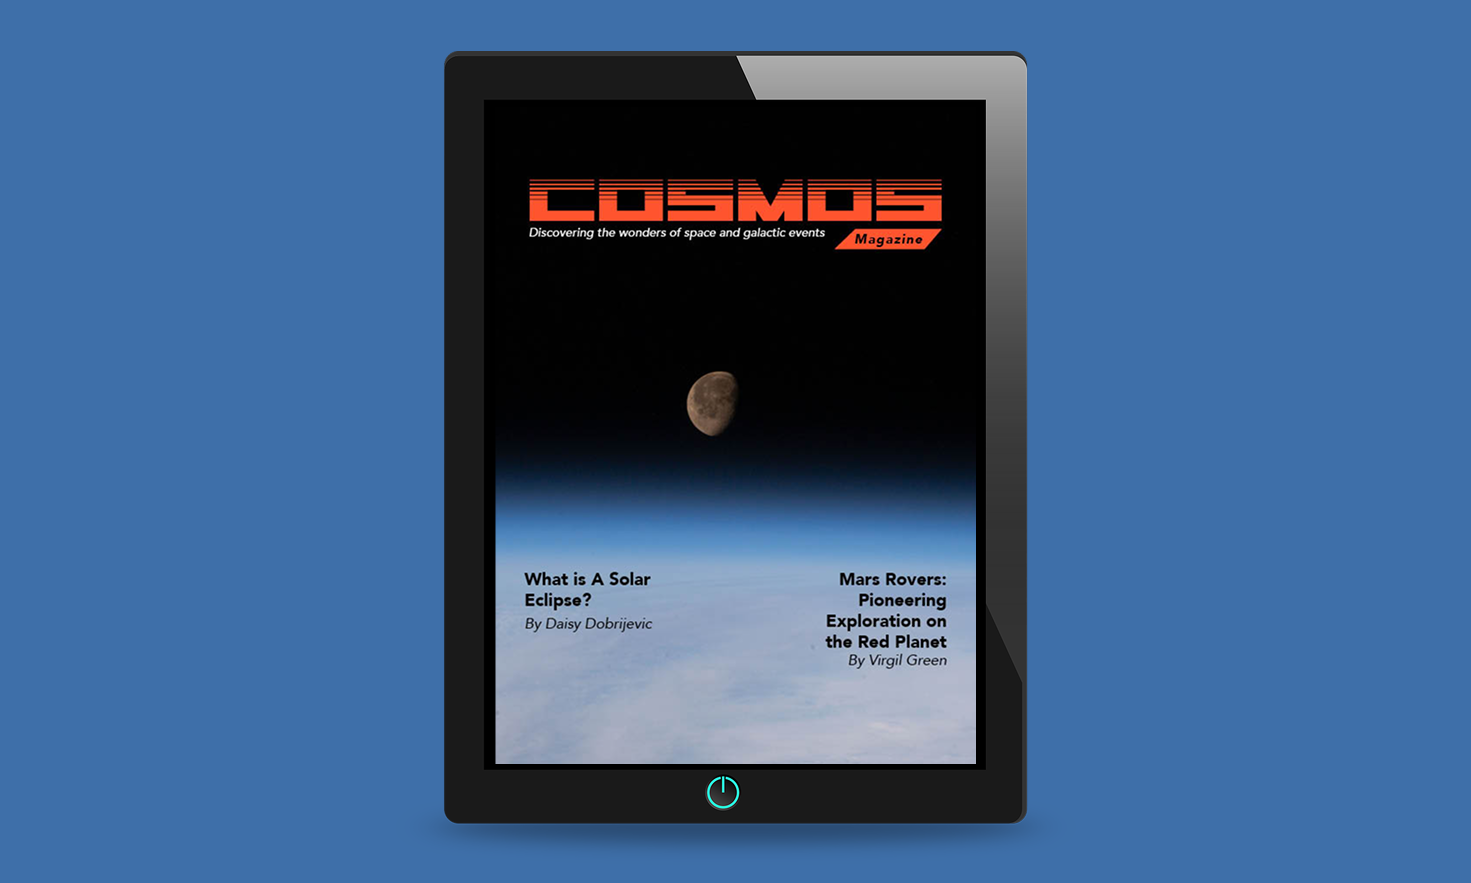 COSMOS
Discovering the wonders of space and galactic events
Magazine
What is A Solar
Eclipse?
By Daisy Dobrijevic
Mars Rovers:
Pioneering
Exploration on
the Red Planet
By Virgil Green